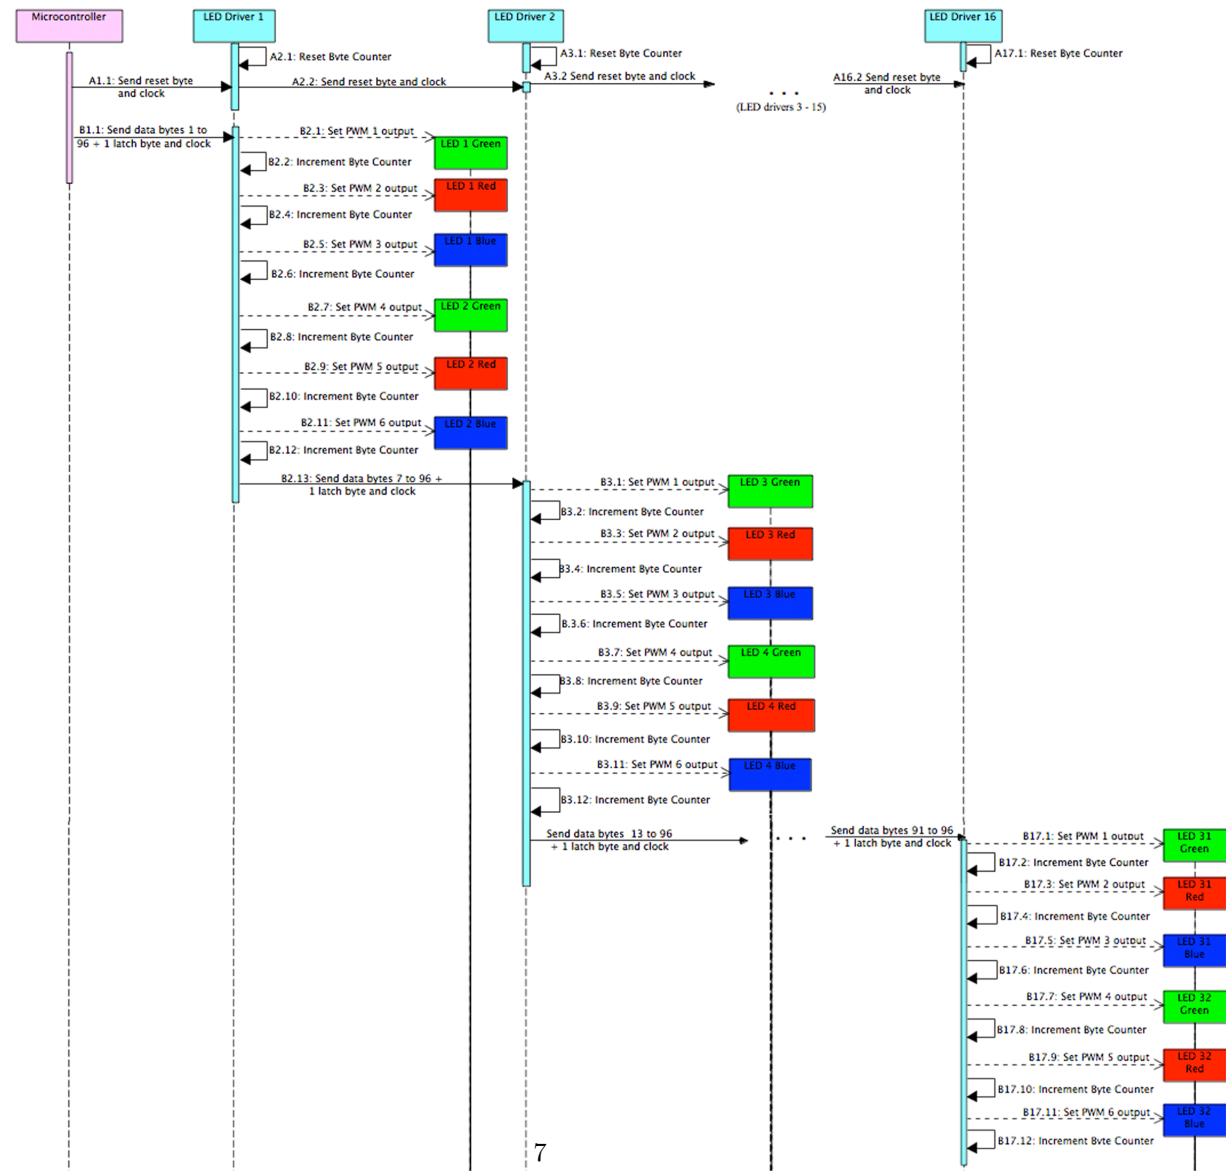 Microcontroller
LED Driver 1
LED Driver 2
LED Driver 16
A2.1: Reset Byte Counter
A3.1: Reset Byte Counter
A17.1: Reset Byte Counter
A1.1: Send reset byte
and clock
A2.2: Send reset byte and clock
A3.2 Send reset byte and clock
. . .
(LED drivers 3 - 15)
A16.2 Send reset byte
and clock
B1.1: Send data bytes 1 to
96 + 1 latch byte and clock
B2.1: Set PWM 1 output
LED 1 Green
B2.2: Increment Byte Counter
B2.3: Set PWM 2 output
LED 1 Red
B2.4: Increment Byte Counter
B2.5: Set PWM 3 output
LED 1 Blue
B2.6: Increment Byte Counter
B2.7: Set PWM 4 output
LED 2 Green
B2.8: Increment Byte Counter
B2.9: Set PWM 5 output
LED 2 Red
B2.10: Increment Byte Counter
B2.11: Set PWM 6 output
LED 2 Blue
B2.12: Increment Byte Counter
B2.13: Send data bytes 7 to 96 +
1 latch byte and clock
B3.1: Set PWM 1 output
LED 3 Green
B3.2: Increment Byte Counter
B3.3: Set PWM 2 output
LED 3 Red
B3.4: Increment Byte Counter
B3.5: Set PWM 3 output
LED 3 Blue
B.3.6: Increment Byte Counter
B3.7: Set PWM 4 output
LED 4 Green
B3.8: Increment Byte Counter
B3.9: Set PWM 5 output
LED 4 Red
B3.10: Increment Byte Counter
B3.11: Set PWM 6 output
LED 4 Blue
B3.12: Increment Byte Counter
Send data bytes 13 to 96
+ 1 latch byte and clock
. . .
Send data bytes 91 to 96
+ 1 latch byte and clock
B17.1: Set PWM 1 output
LED 31
Green
B17.2: Increment Byte Counter
B17.3: Set PWM 2 output
LED 31
Red
B17.4: Increment Byte Counter
B17.5: Set PWM 3 output
LED 31
Blue
B17.6: Increment Byte Counter
B17.7: Set PWM 4 output
LED 32
Green
B17.8: Increment Byte Counter
B17.9: Set PWM 5 output
LED 32
Red
B17.10: Increment Byte Counter
B17.11: Set PWM 6 output
LED 32
Blue
B17.12: Increment Byte Counter
7